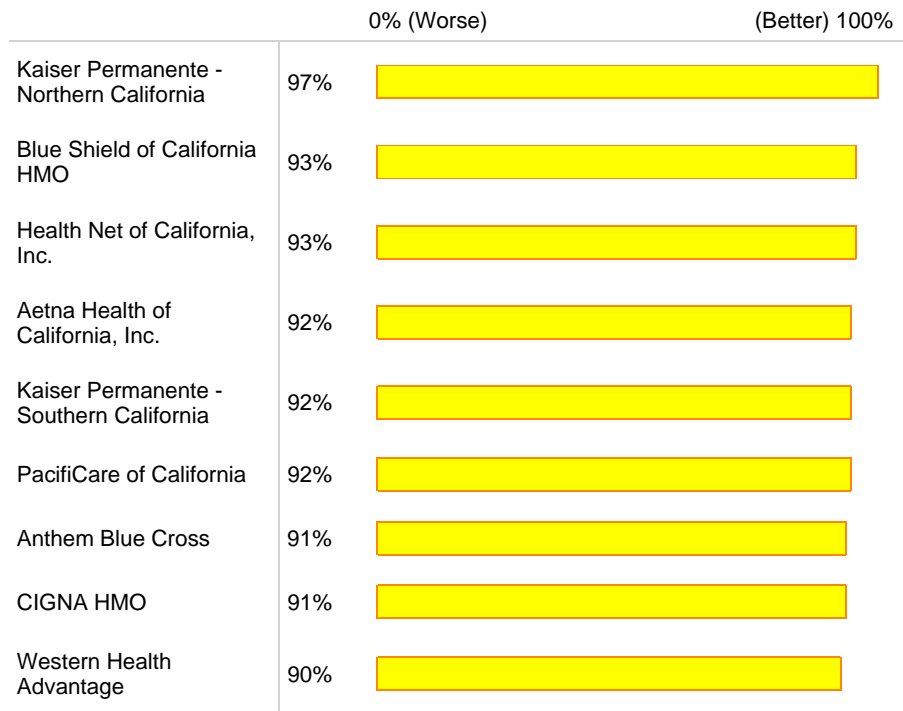 0% (Worse) (Better) 100%
Kaiser Permanente -
Northern California
97%
Blue Shield of California
HMO
93%
Health Net of California,
Inc.
93%
Aetna Health of
California, Inc.
92%
Kaiser Permanente -
Southern California
92%
PacifiCare of California 92%
Anthem Blue Cross 91%
CIGNA HMO 91%
Western Health
Advantage
90%